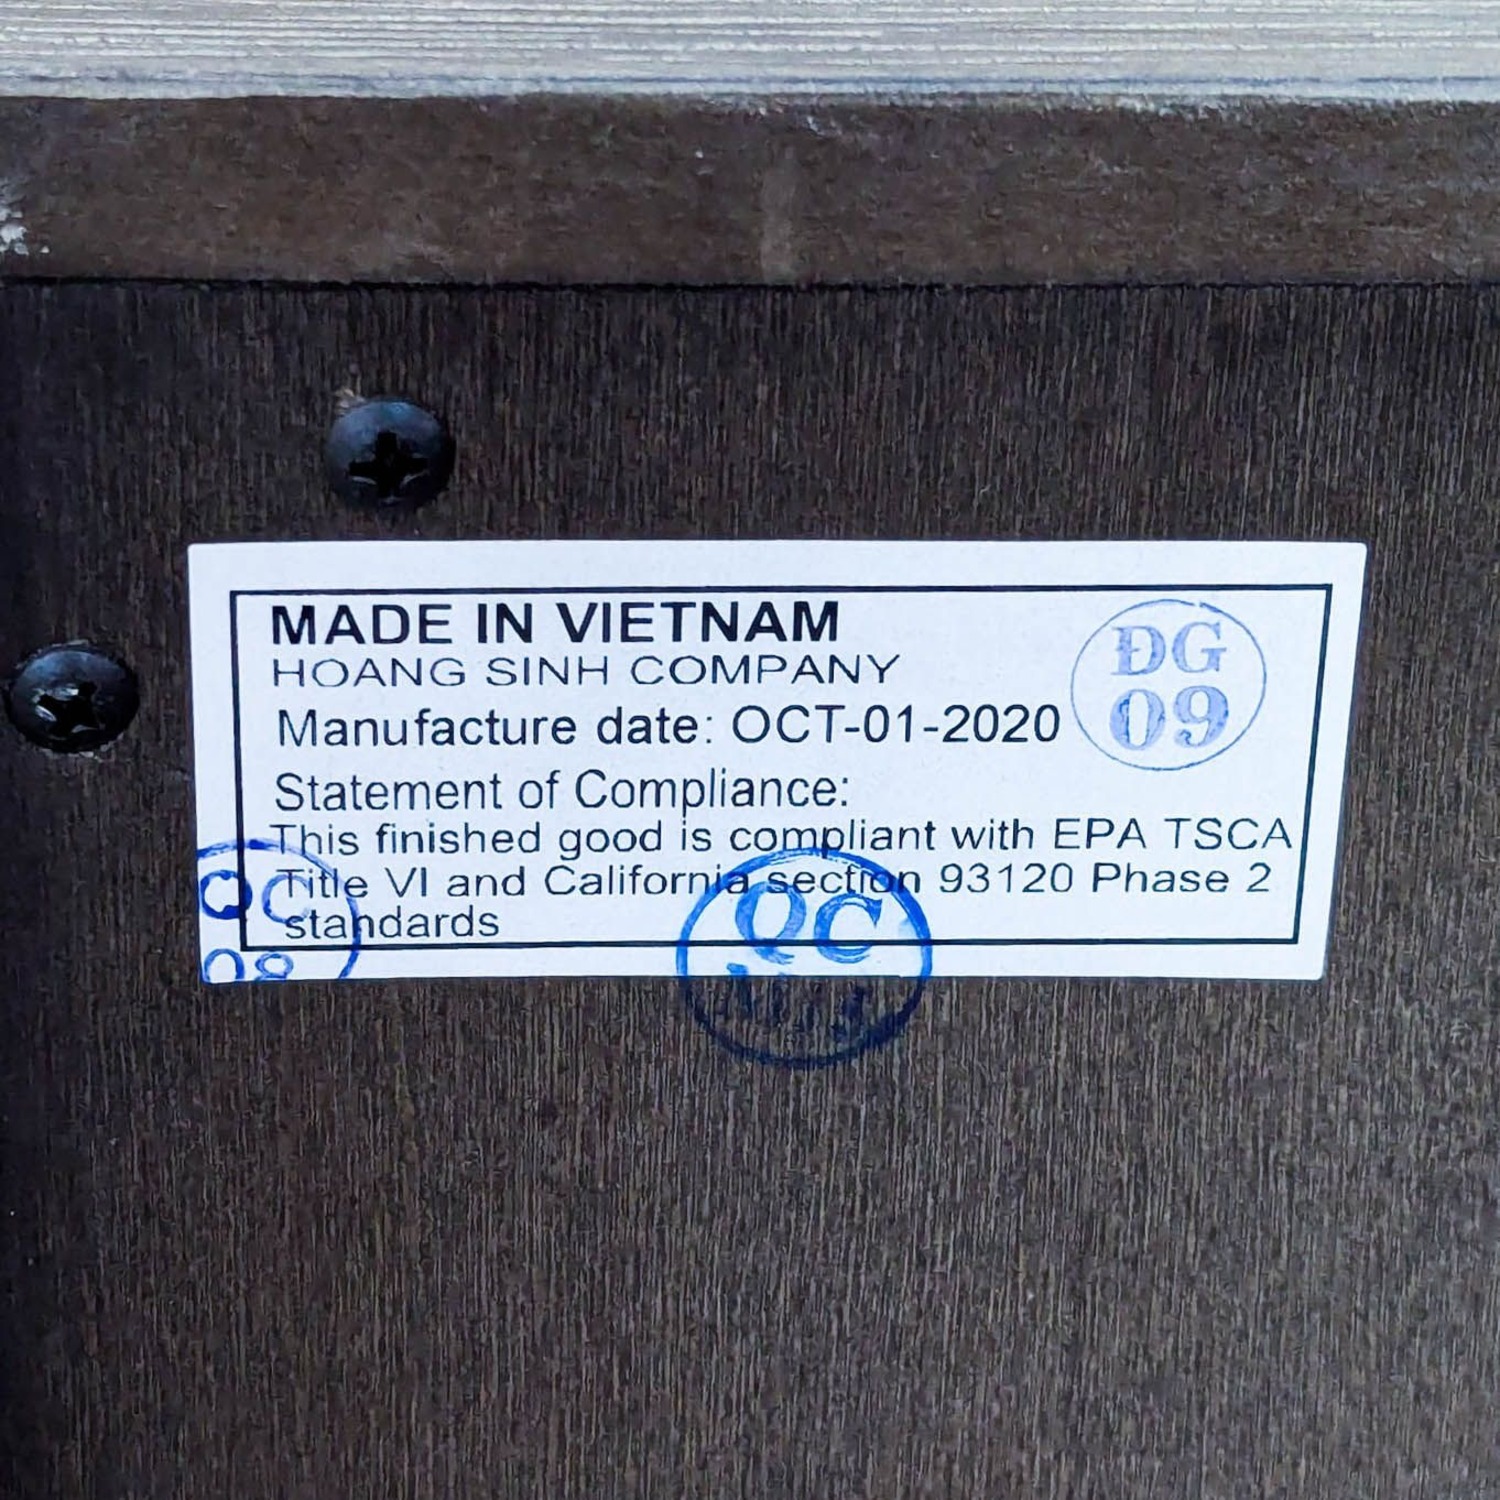 MADE IN VIETNAM
HOANG SINH COMPANY
Manufacture date: OCT-01-2020
ĐG
09
Statement of Compliance:
This finished good is compliant with EPA TSCA
Title VI and California section 93120 Phase 2
standards
QC
08
QC